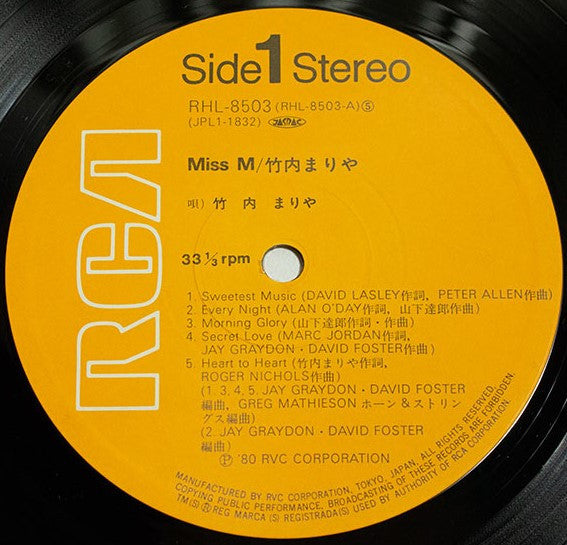 Side 1 Stereo
RHL-8503 (RHL-8503-A)⑤
(JPL1-1832) JASRAC
Miss M/竹内まりや
唄) 竹 内 まりや
33 ⅓ rpm
RCA
1. Sweetest Music (DAVID LASLEY作詞, PETER ALLEN作曲)
2. Every Night (ALAN O'DAY作詞, 山下達郎作曲)
3. Morning Glory (山下達郎作詞・作曲)
4. Secret Love (MARC JORDAN作詞,
JAY GRAYDON・DAVID FOSTER作曲)
5. Heart to Heart (竹内まりや作詞,
ROGER NICHOLS作曲)
(1. 3, 4, 5. JAY GRAYDON・DAVID FOSTER
編曲, GREG MATHIESON ホーン&ストリン
グス編曲)
(2. JAY GRAYDON・DAVID FOSTER
編曲)
Ⓟ '80 RVC CORPORATION
MANUFACTURED BY RVC CORPORATION, TOKYO, JAPAN. ALL RIGHTS RESERVED.
COPYING PUBLIC PERFORMANCE, BROADCASTING OF THESE RECORDS ARE FORBIDDEN.
TM(S) ® REG MARCA(S) REGISTRADA(S) USED BY AUTHORITY OF RCA CORPORATION.